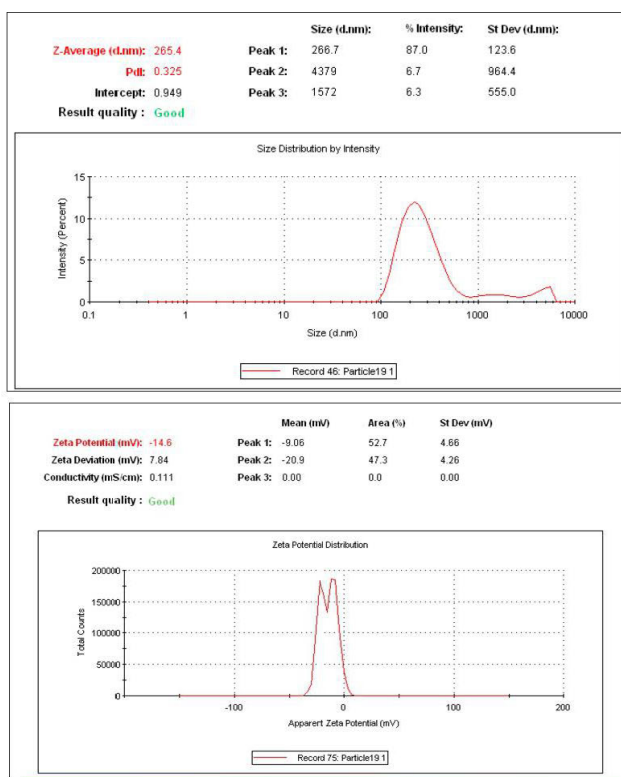 Size (d.nm): % Intensity: St Dev (d.nm):
Z-Average (d.nm): 265.4 Peak 1: 266.7 87.0 123.6
PdI: 0.325 Peak 2: 4379 6.7 964.4
Intercept: 0.949 Peak 3: 1572 6.3 555.0
Result quality : Good
Size Distribution by Intensity
15
10
5
0
Intensity (Percent)
0.1 1 10 100 1000 10000
Size (d.nm)
Record 46: Particle19 1
Mean (mV) Area (%) St Dev (mV)
Zeta Potential (mV): -14.6 Peak 1: -9.06 52.7 4.66
Zeta Deviation (mV): 7.84 Peak 2: -20.9 47.3 4.26
Conductivity (mS/cm): 0.111 Peak 3: 0.00 0.0 0.00
Result quality : Good
Zeta Potential Distribution
200000
150000
100000
50000
0
Total Counts
-100 0 100 200
Apparent Zeta Potential (mV)
Record 75: Particle19 1